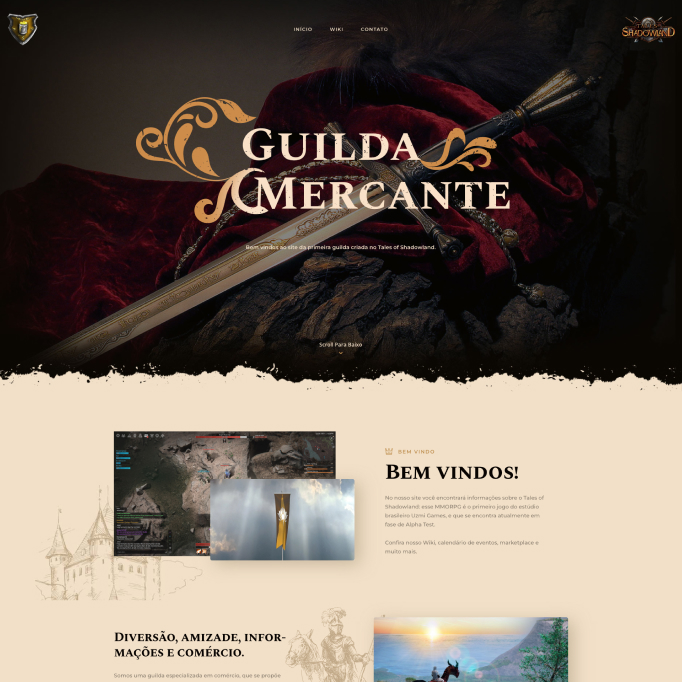 INÍCIO WIKI CONTATO
SHADOWLAND
GUILDA
MERCANTE
Bem vindos ao site da primeira guilda criada no Tales of Shadowland.
Scroll Para Baixo
BEM VINDO
BEM VINDOS!
No nosso site você encontrará informações sobre o Tales of
Shadowland: esse MMORPG é o primeiro jogo do estúdio
brasileiro Uzmi Games, e que se encontra atualmente em
fase de Alpha Test.
Confira nosso Wiki, calendário de eventos, marketplace e
muito mais.
DIVERSÃO, AMIZADE, INFOR-
MAÇÕES E COMÉRCIO.
Somos uma guilda especializada em comércio, que se propõe